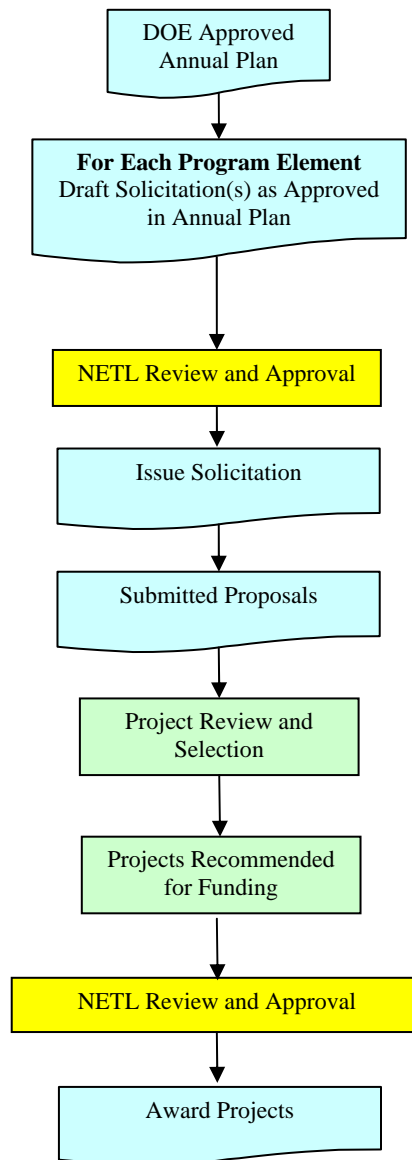 DOE Approved
Annual Plan
For Each Program Element
Draft Solicitation(s) as Approved
in Annual Plan
NETL Review and Approval
Issue Solicitation
Submitted Proposals
Project Review and
Selection
Projects Recommended
for Funding
NETL Review and Approval
Award Projects